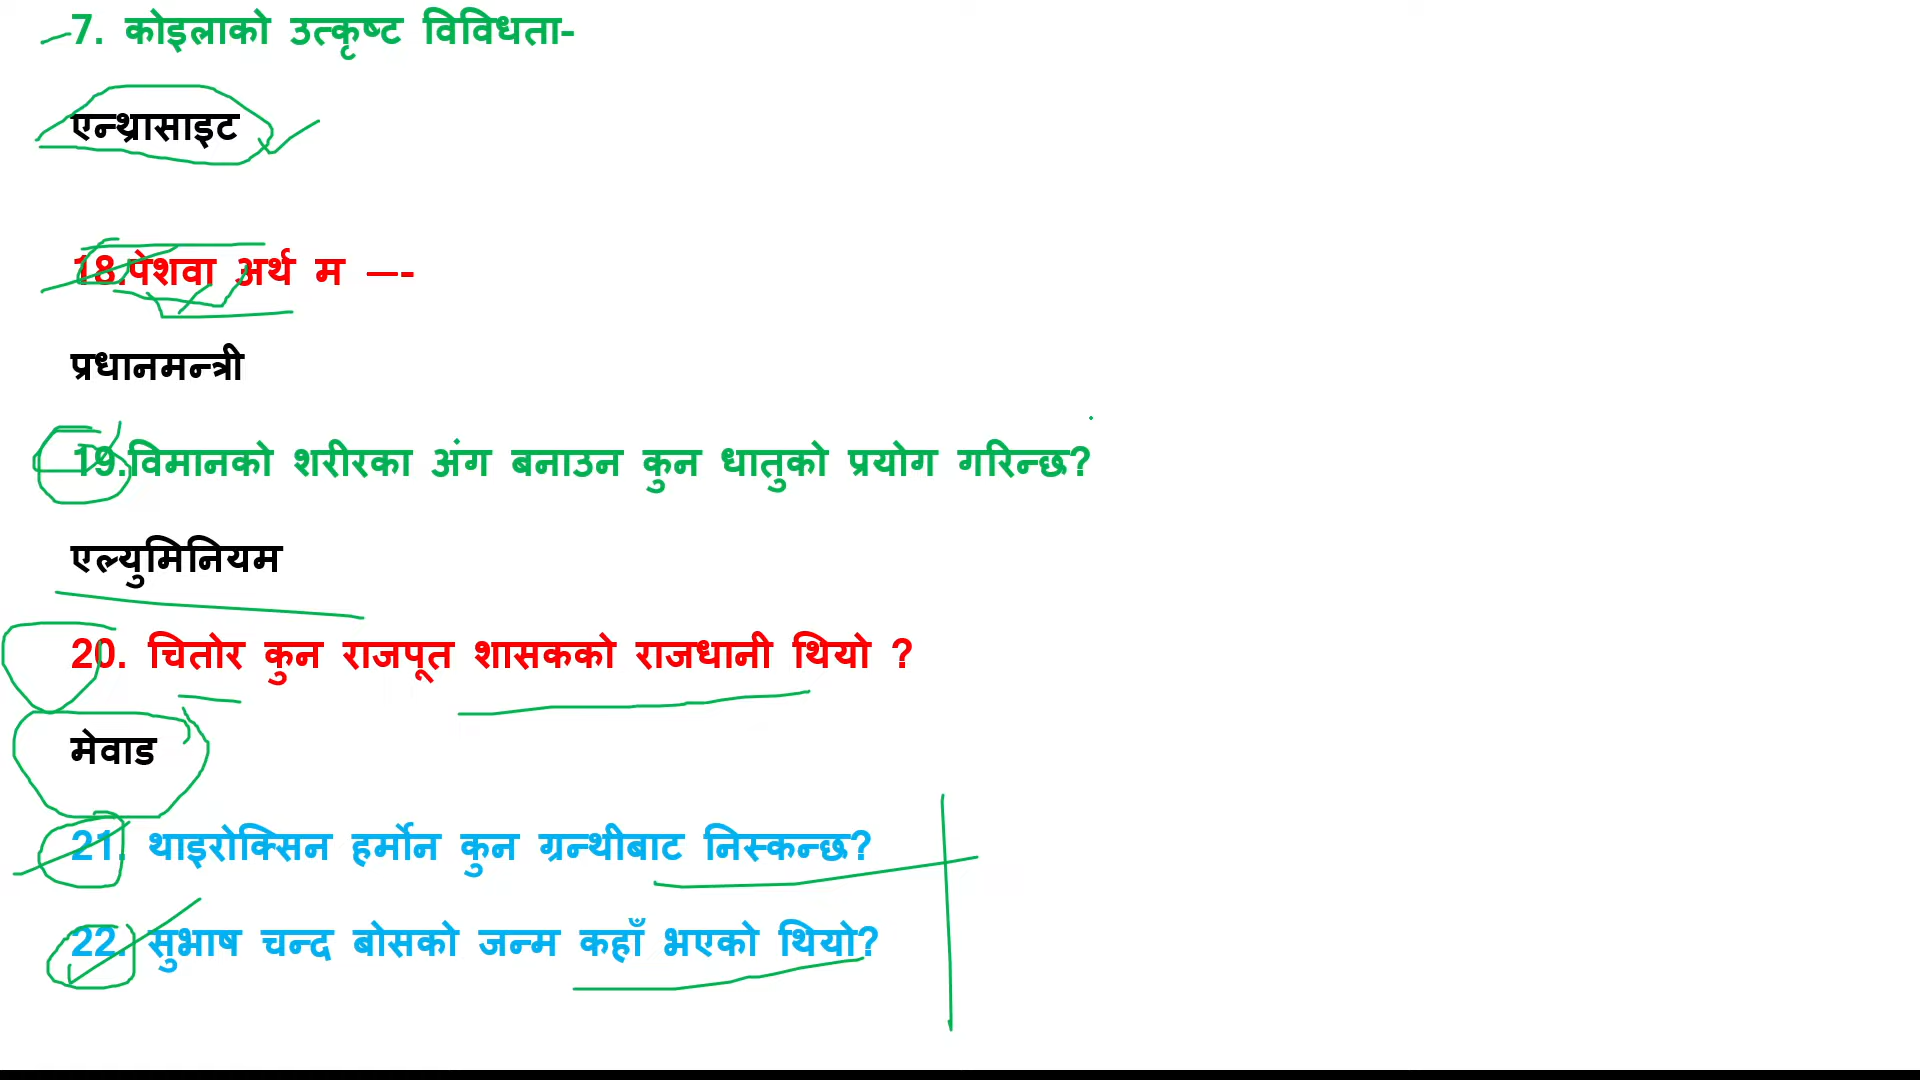 7. कोइलाको उत्कृष्ट विविधता-
एन्थ्रासाइट
18.पेशवा अर्थ म —-
प्रधानमन्त्री
19.विमानको शरीरका अंग बनाउन कुन धातुको प्रयोग गरिन्छ?
एल्युमिनियम
20. चितोर कुन राजपूत शासकको राजधानी थियो ?
मेवाड
21. थाइरोक्सिन हर्मोन कुन ग्रन्थीबाट निस्कन्छ?
22. सुभाष चन्द बोसको जन्म कहाँ भएको थियो?